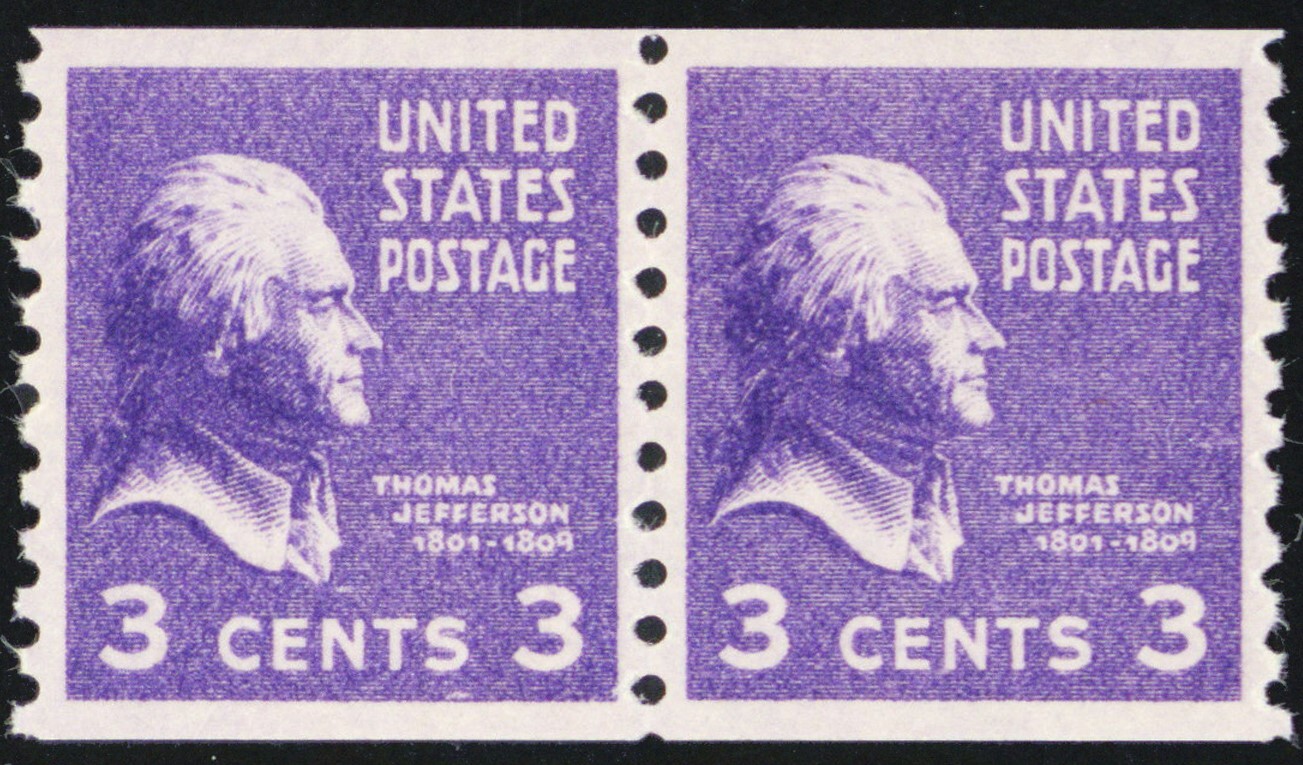 UNITED
STATES
POSTAGE
THOMAS
JEFFERSON
1801-1809
3 CENTS 3
UNITED
STATES
POSTAGE
THOMAS
JEFFERSON
1801-1809
3 CENTS 3